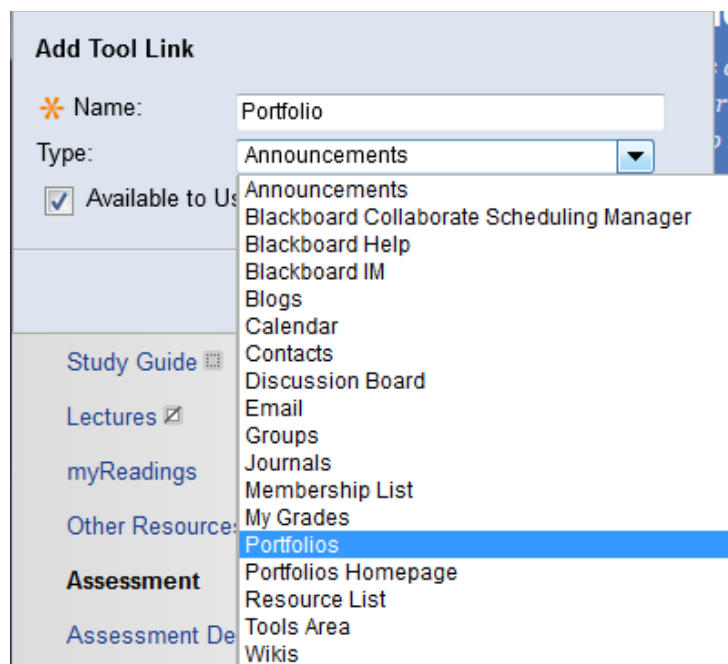 Add Tool Link
Name: Portfolio
Type: Announcements
Available to Us
Announcements
Blackboard Collaborate Scheduling Manager
Blackboard Help
Blackboard IM
Blogs
Calendar
Contacts
Discussion Board
Email
Groups
Journals
Membership List
My Grades
Portfolios
Portfolios Homepage
Resource List
Tools Area
Wikis
Study Guide
Lectures
myReadings
Other Resources
Assessment
Assessment De